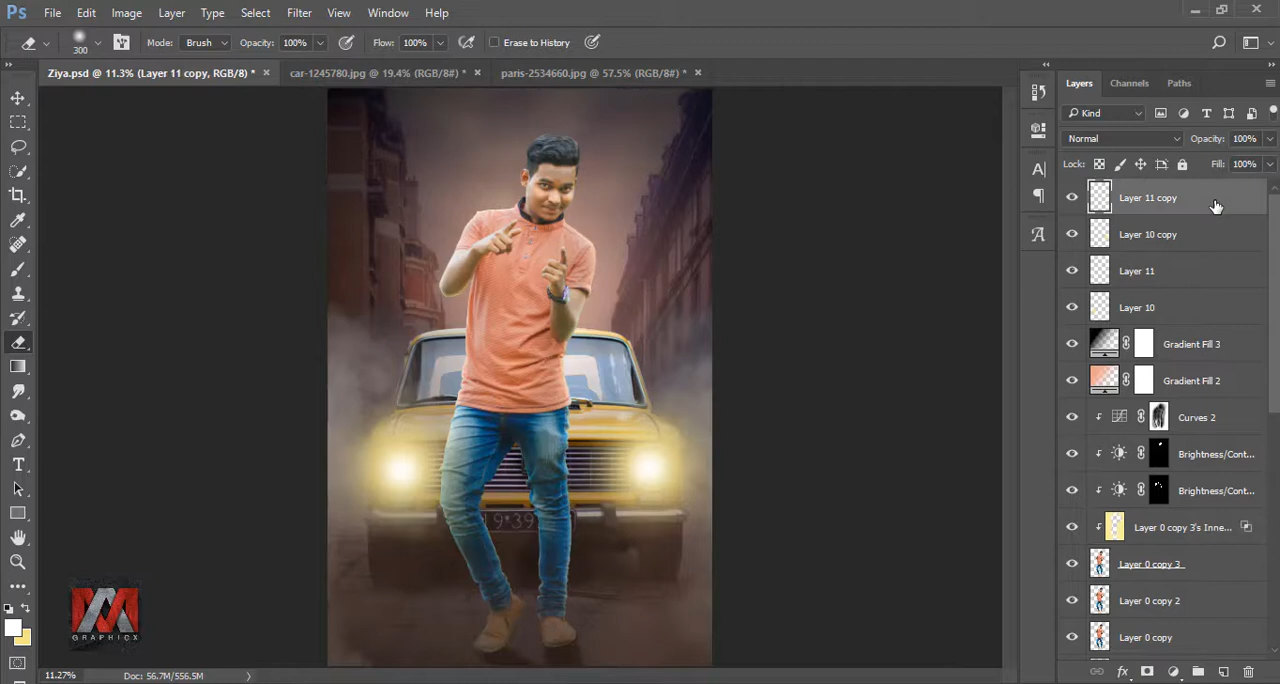 Ps File Edit Image Layer Type Select Filter View Window Help
300 Mode: Brush Opacity: 100% Flow: 100% Erase to History
Ziya.psd @ 11.3% (Layer 11 copy, RGB/8) * × car-1245780.jpg @ 19.4% (RGB/8#) * × paris-2534660.jpg @ 57.5% (RGB/8#) * ×
Layers Channels Paths
Kind
Normal Opacity: 100%
Lock: Fill: 100%
Layer 11 copy
Layer 10 copy
Layer 11
Layer 10
Gradient Fill 3
Gradient Fill 2
Curves 2
Brightness/Cont...
Brightness/Cont...
Layer 0 copy 3's Inne...
Layer 0 copy 3
Layer 0 copy 2
Layer 0 copy
GRAPHICX
11.27% Doc: 56.7M/556.5M